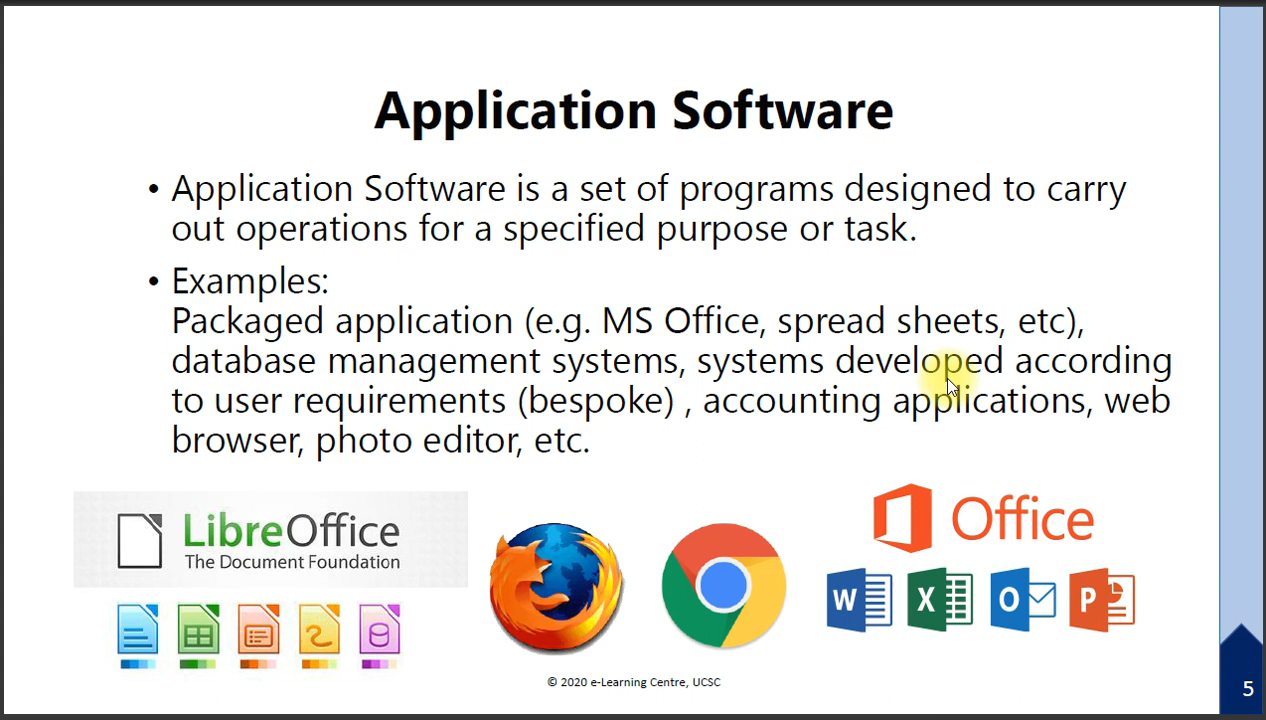 Application Software
• Application Software is a set of programs designed to carry
out operations for a specified purpose or task.
• Examples:
Packaged application (e.g. MS Office, spread sheets, etc),
database management systems, systems developed according
to user requirements (bespoke) , accounting applications, web
browser, photo editor, etc.
LibreOffice
The Document Foundation
Office
W X O P
© 2020 e-Learning Centre, UCSC
5